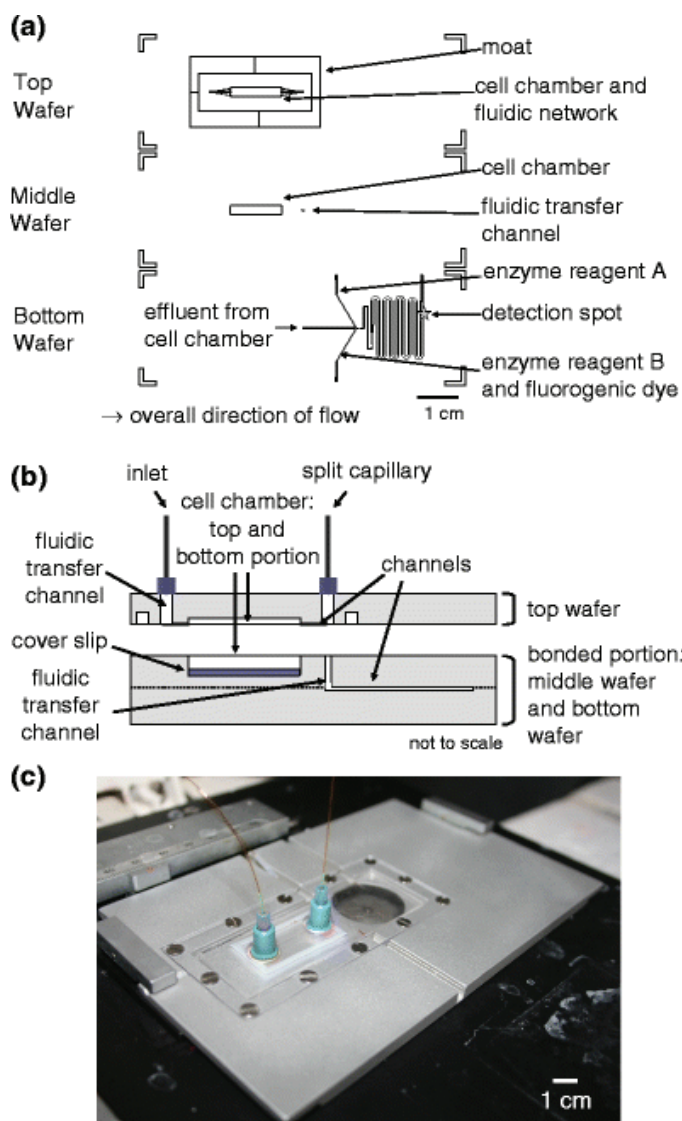 (a)
Top
Wafer
moat
cell chamber and
fluidic network
Middle
Wafer
cell chamber
fluidic transfer
channel
Bottom
Wafer
effluent from
cell chamber
enzyme reagent A
detection spot
enzyme reagent B
and fluorogenic dye
→ overall direction of flow
1 cm
(b)
inlet
split capillary
cell chamber:
top and
bottom portion
fluidic
transfer
channel
channels
top wafer
cover slip
fluidic
transfer
channel
bonded portion:
middle wafer
and bottom
wafer
not to scale
(c)
1 cm